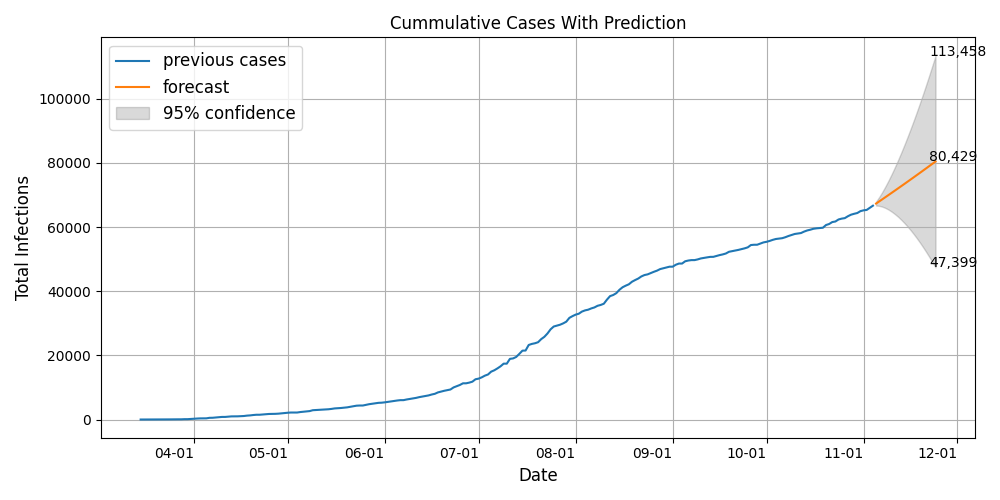 Cummulative Cases With Prediction
previous cases
forecast
95% confidence
113,458
80,429
47,399
100000
80000
60000
40000
20000
0
Total Infections
04-01 05-01 06-01 07-01 08-01 09-01 10-01 11-01 12-01
Date